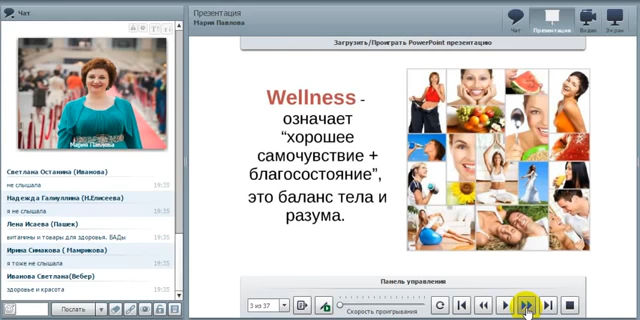 Чат
Мария Павлова
Светлана Останина (Иванова)
не слышала 19:35
Надежда Галиуллина (Н.Елисеева)
я не слышала 19:35
Лена Исаева (Пашек)
витамины и товары для здоровья. БАДы 19:35
Ирина Симакова ( Мамрикова)
я тоже не слышала 19:35
Иванова Светлана(Вебер)
здоровье и красота 19:35
Послать
Презентация
Мария Павлова
Чат
Презентация
Видео
Экран
Загрузить/Проиграть PowerPoint презентацию
Wellness -
означает
“хорошее
самочувствие +
благосостояние”,
это баланс тела и
разума.
Панель управления
3 из 37
Скорость проигрывания